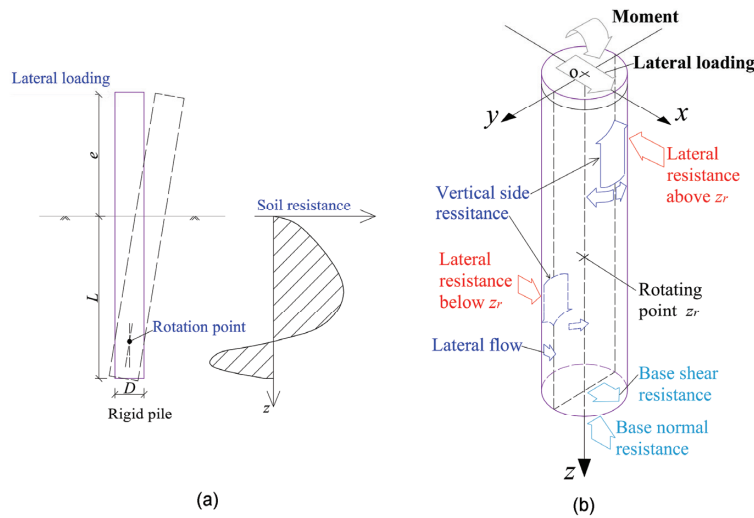 Lateral loading
e
L
D
Rigid pile
Rotation point
Soil resistance
z
(a)
Moment
Lateral loading
o
y
x
Lateral
resistance
above zr
Vertical side
ressitance
Lateral
resistance
below zr
Rotating
point zr
Lateral flow
Base shear
resistance
Base normal
resistance
z
(b)